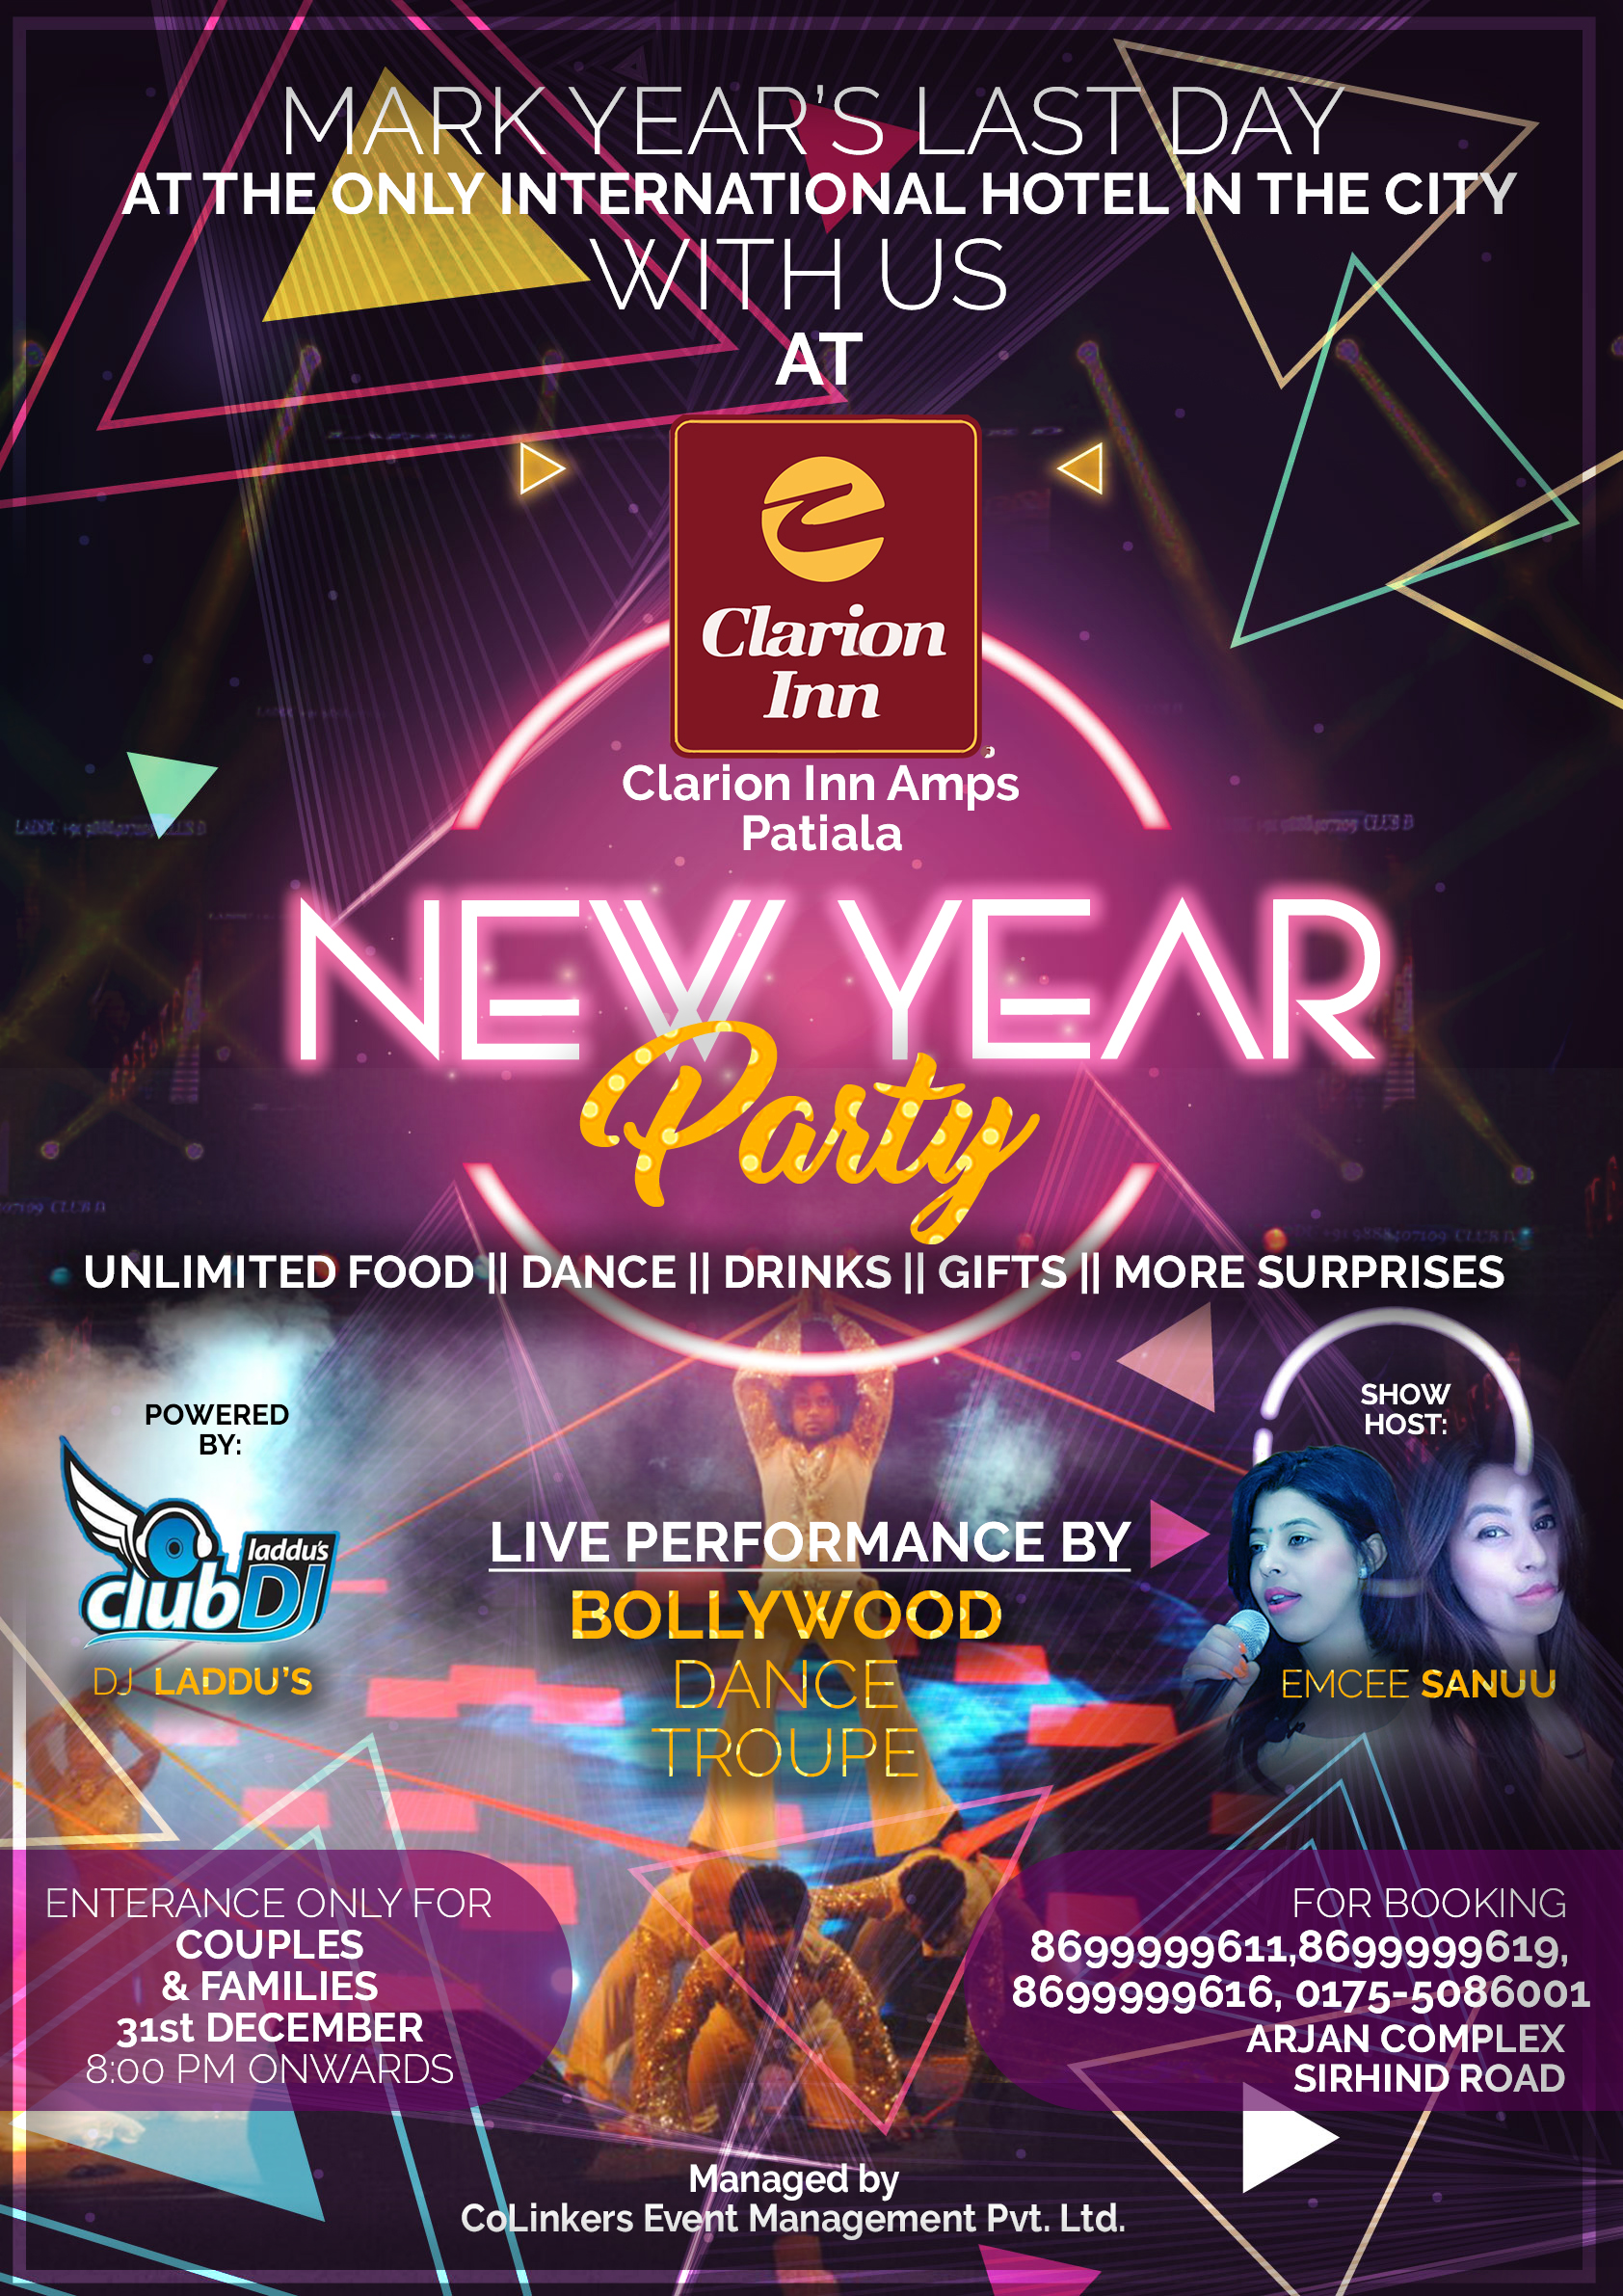 MARK YEAR'S LAST DAY
AT THE ONLY INTERNATIONAL HOTEL IN THE CITY
WITH US
AT
Clarion
Inn
Clarion Inn Amps
Patiala
NEW YEAR
Party
UNLIMITED FOOD || DANCE || DRINKS || GIFTS || MORE SURPRISES
POWERED
BY:
laddu's
club DJ
DJ LADDU'S
LIVE PERFORMANCE BY
BOLLYWOOD
DANCE
TROUPE
SHOW
HOST:
EMCEE SANUU
ENTERANCE ONLY FOR
COUPLES
& FAMILIES
31st DECEMBER
8:00 PM ONWARDS
FOR BOOKING
8699999611,8699999619,
8699999616, 0175-5086001
ARJAN COMPLEX
SIRHIND ROAD
Managed by
CoLinkers Event Management Pvt. Ltd.